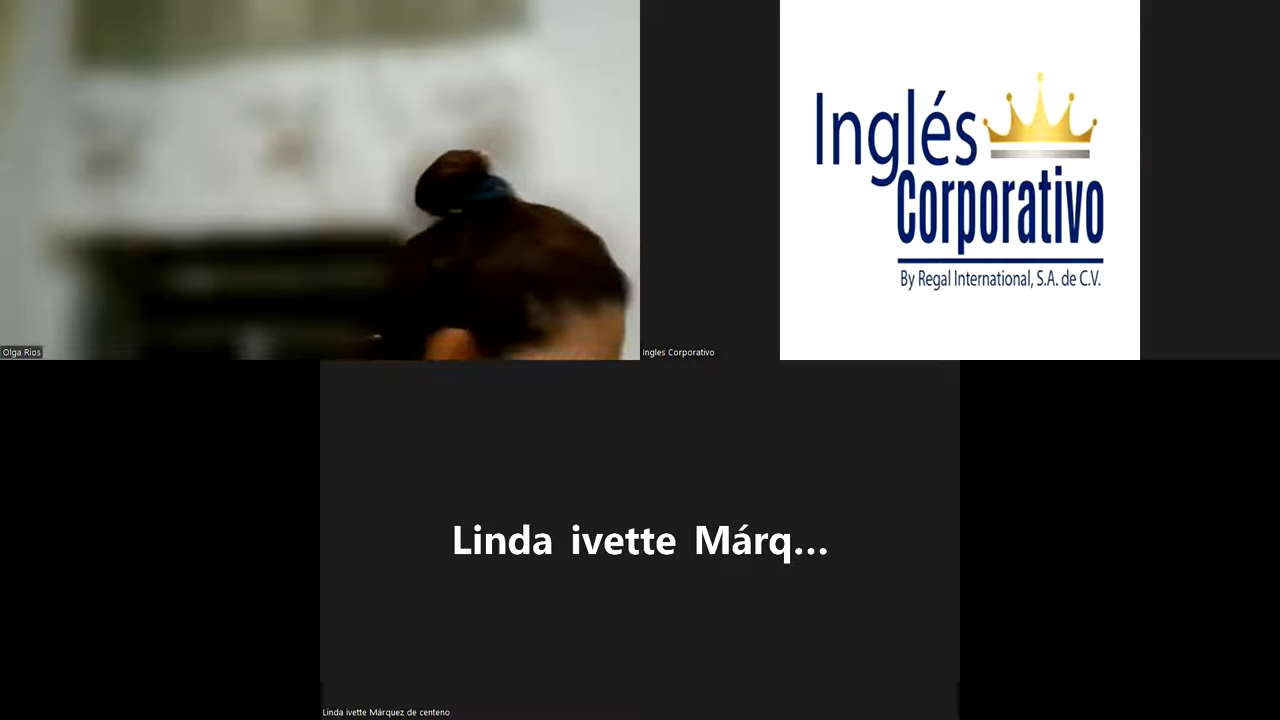 Inglés
Corporativo
By Regal International, S.A. de C.V.
Olga Rios
Ingles Corporativo
Linda ivette Márq...
Linda ivette Márquez de centeno